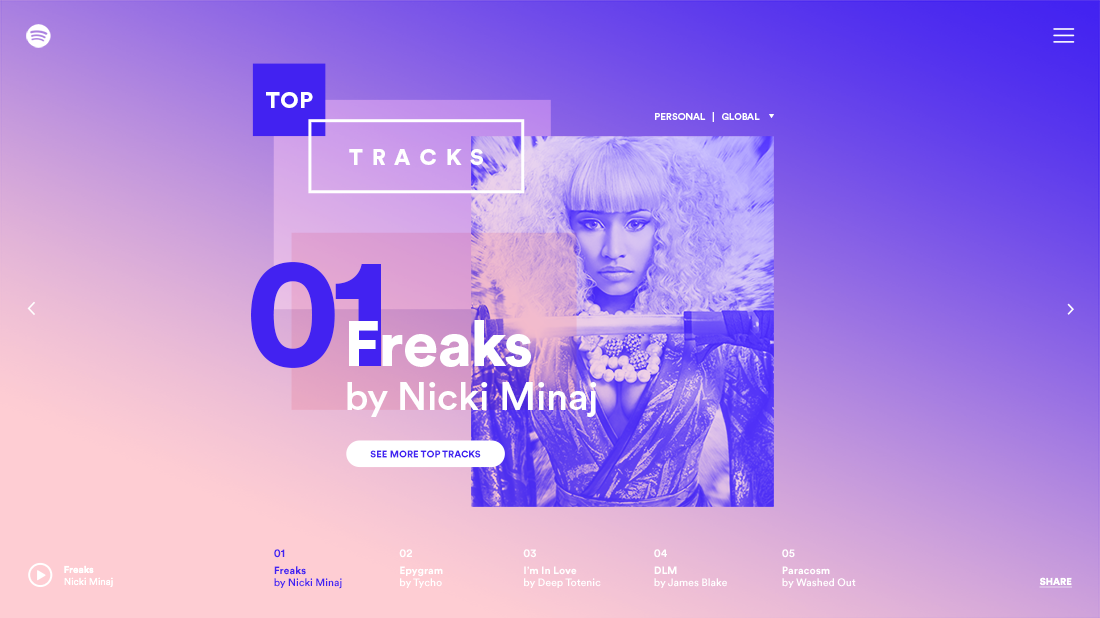 TOP
TRACKS
PERSONAL | GLOBAL
01
Freaks
by Nicki Minaj
SEE MORE TOP TRACKS
Freaks
Nicki Minaj
01
Freaks
by Nicki Minaj
02
Epygram
by Tycho
03
I'm In Love
by Deep Totenic
04
DLM
by James Blake
05
Paracosm
by Washed Out
SHARE